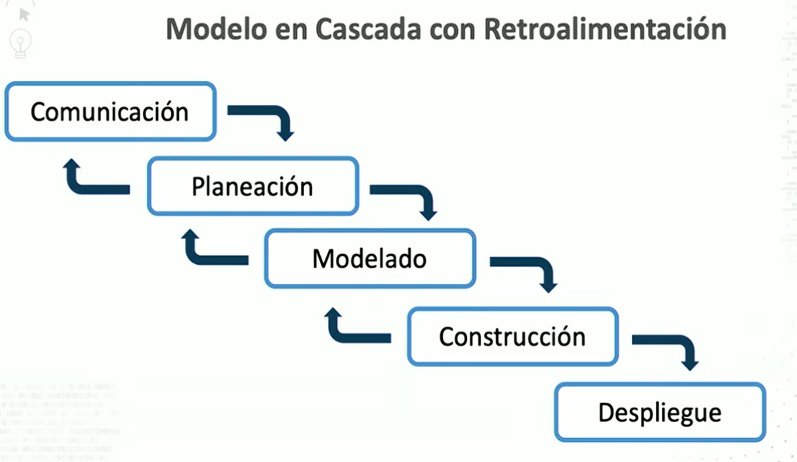 Modelo en Cascada con Retroalimentación
Comunicación
Planeación
Modelado
Construcción
Despliegue